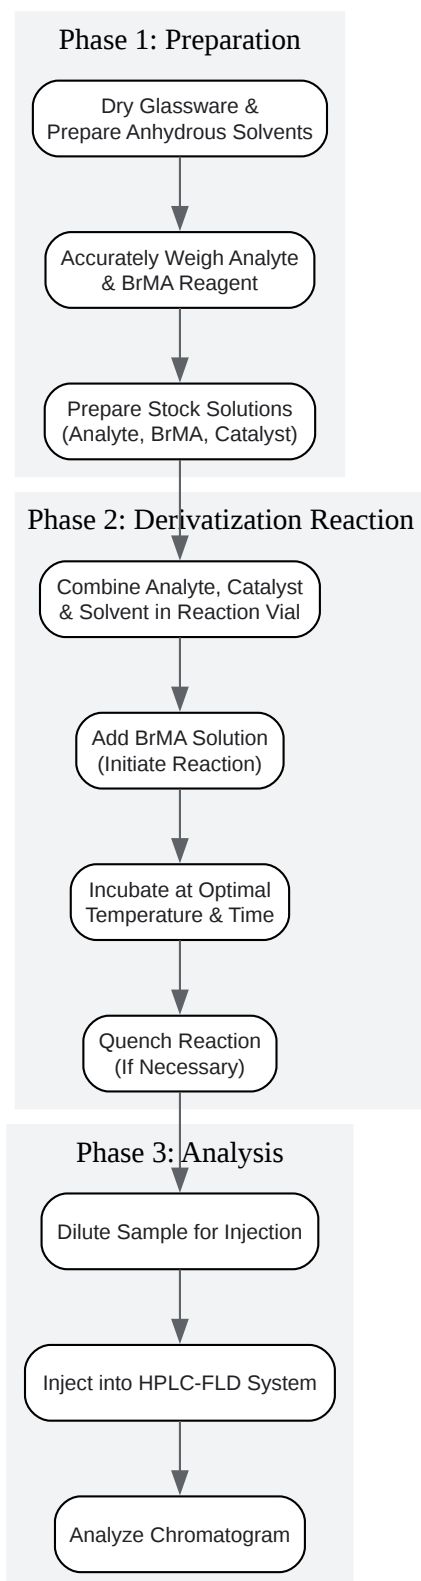 Phase 1: Preparation
Dry Glassware &
Prepare Anhydrous Solvents
Accurately Weigh Analyte
& BrMA Reagent
Prepare Stock Solutions
(Analyte, BrMA, Catalyst)
Phase 2: Derivatization Reaction
Combine Analyte, Catalyst
& Solvent in Reaction Vial
Add BrMA Solution
(Initiate Reaction)
Incubate at Optimal
Temperature & Time
Quench Reaction
(If Necessary)
Phase 3: Analysis
Dilute Sample for Injection
Inject into HPLC-FLD System
Analyze Chromatogram